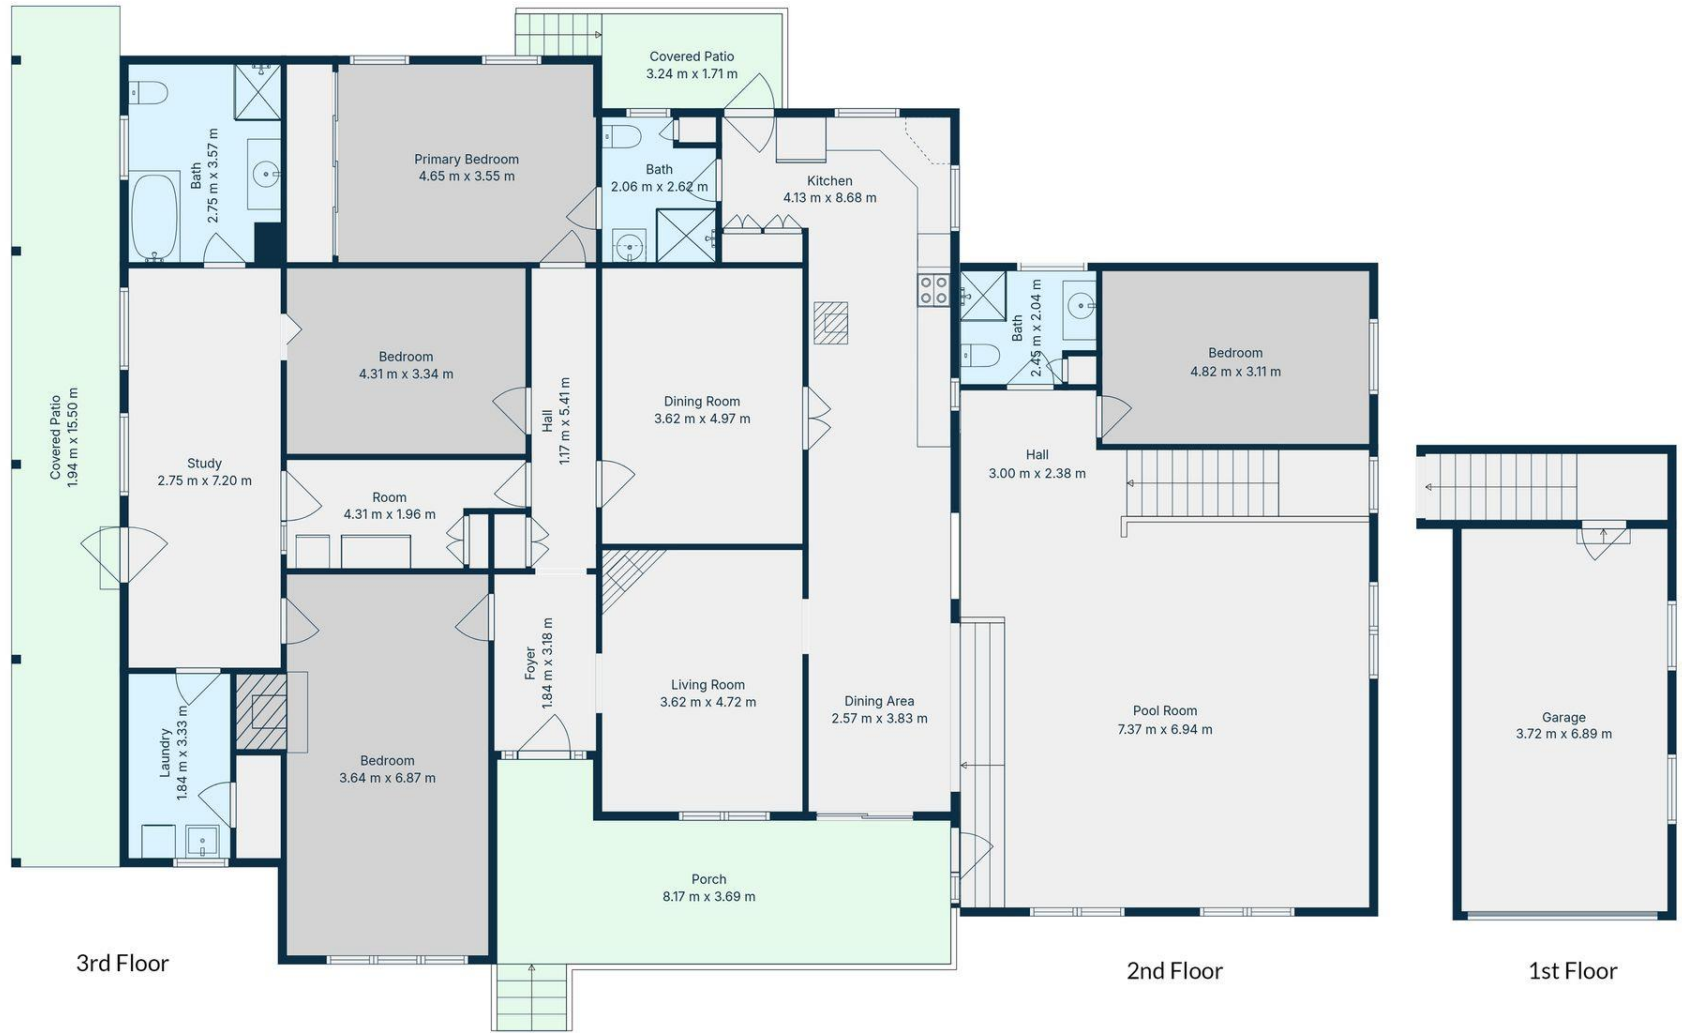 Covered Patio
3.24 m x 1.71 m
Bath
2.75 m x 3.57 m
Primary Bedroom
4.65 m x 3.55 m
Bath
2.06 m x 2.62 m
Kitchen
4.13 m x 8.68 m
Covered Patio
1.94 m x 15.50 m
Study
2.75 m x 7.20 m
Bedroom
4.31 m x 3.34 m
Hall
1.17 m x 5.41 m
Dining Room
3.62 m x 4.97 m
Bath
2.45 m x 2.04 m
Bedroom
4.82 m x 3.11 m
Hall
3.00 m x 2.38 m
Room
4.31 m x 1.96 m
Laundry
1.84 m x 3.33 m
Bedroom
3.64 m x 6.87 m
Foyer
1.84 m x 3.18 m
Living Room
3.62 m x 4.72 m
Dining Area
2.57 m x 3.83 m
Pool Room
7.37 m x 6.94 m
Garage
3.72 m x 6.89 m
Porch
8.17 m x 3.69 m
3rd Floor
2nd Floor
1st Floor